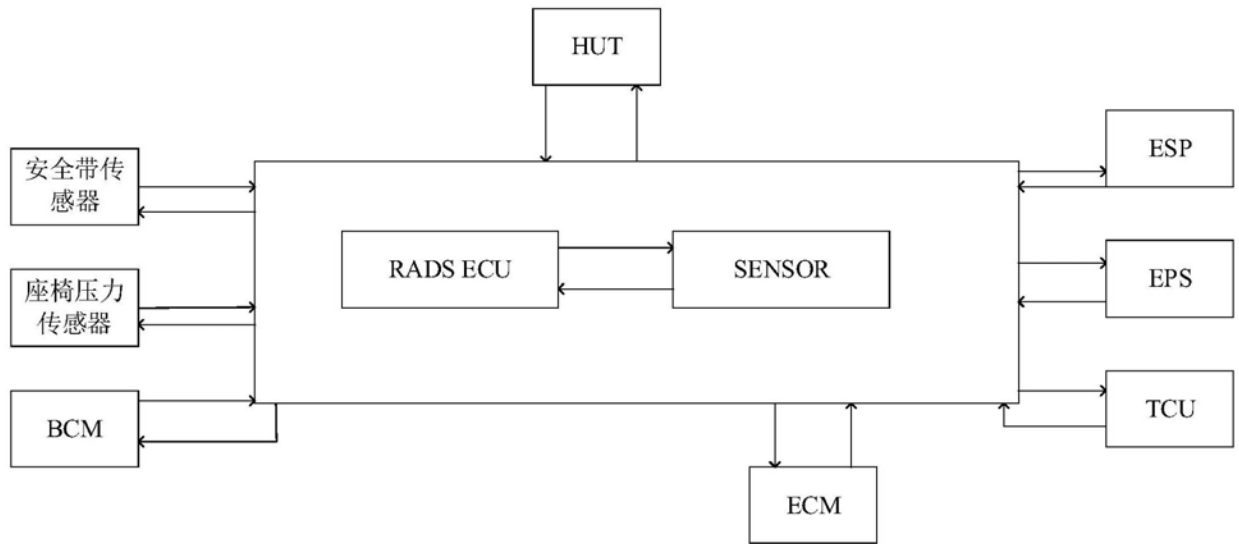 HUT
ESP
安全带传
感器
RADS ECU
SENSOR
EPS
座椅压力
传感器
BCM
TCU
ECM